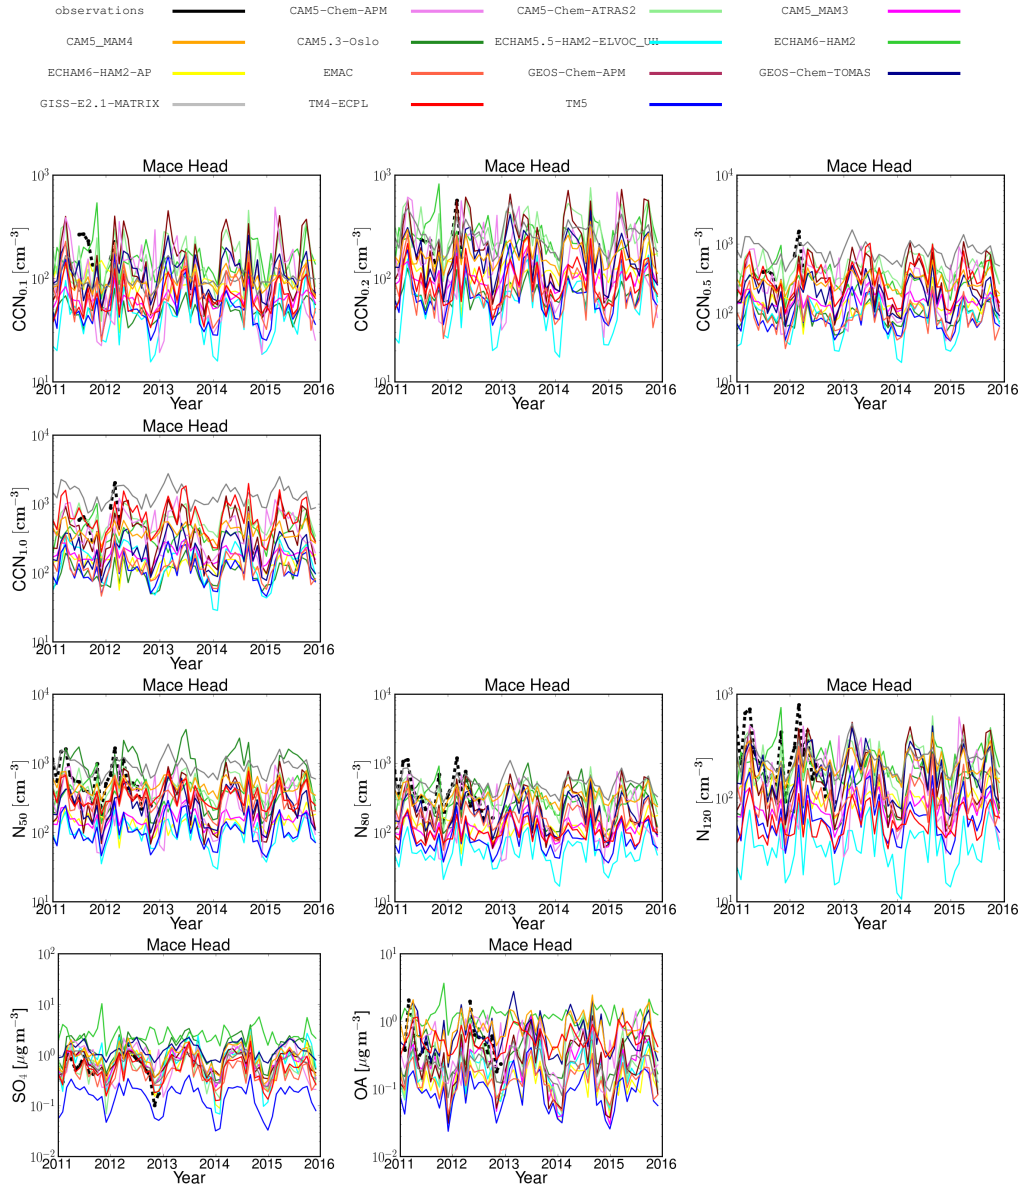 observations CAM5-Chem-APM CAM5-Chem-ATRAS2 CAM5_MAM3
CAM5_MAM4 CAM5.3-Oslo ECHAM5.5-HAM2-ELVOC_UH ECHAM6-HAM2
ECHAM6-HAM2-AP EMAC GEOS-Chem-APM GEOS-Chem-TOMAS
GISS-E2.1-MATRIX TM4-ECPL TM5
Mace Head Mace Head Mace Head
10³ 10³ 10⁴
10² 10² 10³
10¹ 10¹ 10²
10¹
CCN₀.₁ [cm⁻³] CCN₀.₂ [cm⁻³] CCN₀.₅ [cm⁻³]
2011 2012 2013 2014 2015 2016 2011 2012 2013 2014 2015 2016 2011 2012 2013 2014 2015 2016
Year Year Year
Mace Head
10⁴
10³
10²
10¹
CCN₁.₀ [cm⁻³]
2011 2012 2013 2014 2015 2016
Year
Mace Head Mace Head Mace Head
10⁴ 10⁴ 10³
10³ 10³ 10²
10² 10² 10¹
10¹ 10¹
N₅₀ [cm⁻³] N₈₀ [cm⁻³] N₁₂₀ [cm⁻³]
2011 2012 2013 2014 2015 2016 2011 2012 2013 2014 2015 2016 2011 2012 2013 2014 2015 2016
Year Year Year
Mace Head Mace Head
10² 10¹
10¹ 10⁰
10⁰ 10⁻¹
10⁻¹ 10⁻²
10⁻²
SO₄ [μg m⁻³] OA [μg m⁻³]
2011 2012 2013 2014 2015 2016 2011 2012 2013 2014 2015 2016
Year Year